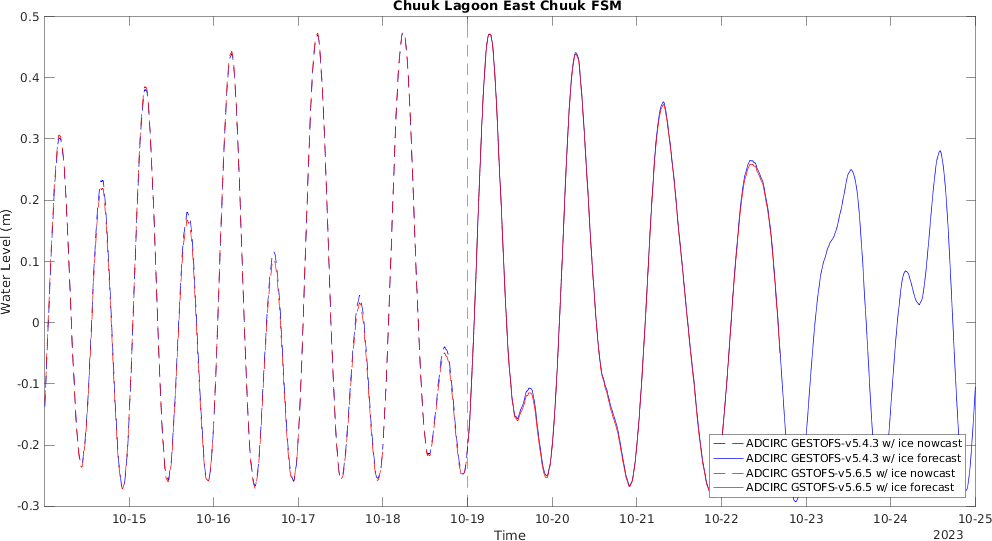 Chuuk Lagoon East Chuuk FSM
0.5
0.4
0.3
0.2
0.1
0
-0.1
-0.2
-0.3
Water Level (m)
ADCIRC GESTOFS-v5.4.3 w/ ice nowcast
ADCIRC GESTOFS-v5.4.3 w/ ice forecast
ADCIRC GSTOFS-v5.6.5 w/ ice nowcast
ADCIRC GSTOFS-v5.6.5 w/ ice forecast
10-15 10-16 10-17 10-18 10-19 10-20 10-21 10-22 10-23 10-24 10-25
Time
2023